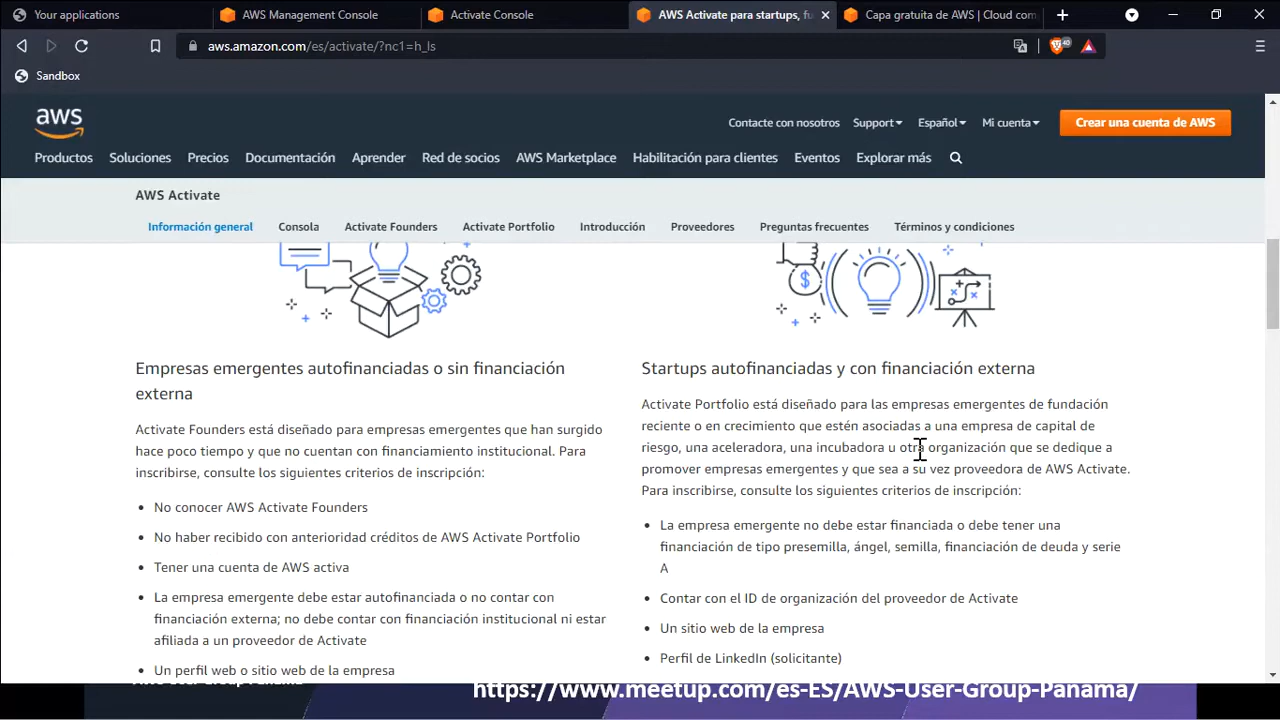 Your applications
AWS Management Console
Activate Console
AWS Activate para startups, fu
Capa gratuita de AWS | Cloud com
aws.amazon.com/es/activate/?nc1=h_ls
40
Sandbox
aws
Contacte con nosotros
Support
Español
Mi cuenta
Crear una cuenta de AWS
Productos
Soluciones
Precios
Documentación
Aprender
Red de socios
AWS Marketplace
Habilitación para clientes
Eventos
Explorar más
AWS Activate
Información general
Consola
Activate Founders
Activate Portfolio
Introducción
Proveedores
Preguntas frecuentes
Términos y condiciones
Empresas emergentes autofinanciadas o sin financiación
externa
Activate Founders está diseñado para empresas emergentes que han surgido
hace poco tiempo y que no cuentan con financiamiento institucional. Para
inscribirse, consulte los siguientes criterios de inscripción:
• No conocer AWS Activate Founders
• No haber recibido con anterioridad créditos de AWS Activate Portfolio
• Tener una cuenta de AWS activa
• La empresa emergente debe estar autofinanciada o no contar con
financiación externa; no debe contar con financiación institucional ni estar
afiliada a un proveedor de Activate
• Un perfil web o sitio web de la empresa
Startups autofinanciadas y con financiación externa
Activate Portfolio está diseñado para las empresas emergentes de fundación
reciente o en crecimiento que estén asociadas a una empresa de capital de
riesgo, una aceleradora, una incubadora u otra organización que se dedique a
promover empresas emergentes y que sea a su vez proveedora de AWS Activate.
Para inscribirse, consulte los siguientes criterios de inscripción:
• La empresa emergente no debe estar financiada o debe tener una
financiación de tipo presemilla, ángel, semilla, financiación de deuda y serie
A
• Contar con el ID de organización del proveedor de Activate
• Un sitio web de la empresa
• Perfil de LinkedIn (solicitante)
AWS User Group Panama
https://www.meetup.com/es-ES/AWS-User-Group-Panama/